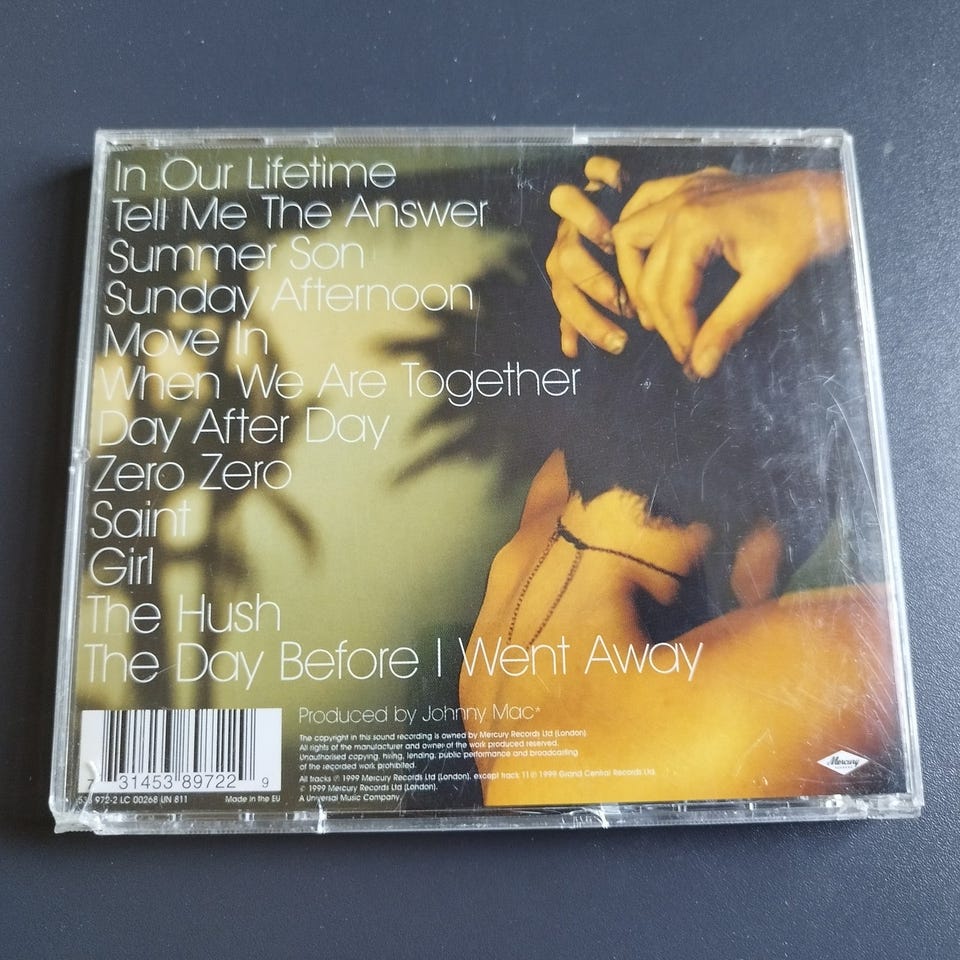 In Our Lifetime
Tell Me The Answer
Summer Son
Sunday Afternoon
Move In
When We Are Together
Day After Day
Zero Zero
Saint
Girl
The Hush
The Day Before I Went Away
Produced by Johnny Mac*
The copyright in this sound recording is owned by Mercury Records Ltd (London)
All rights of the manufacturer and owner of the work produced reserved.
Unauthorised copying, hiring, lending, public performance and broadcasting
of the recorded work prohibited.
All tracks ℗ 1999 Mercury Records Ltd (London), except track 11 ℗ 1999 Grand Central Records Ltd.
© 1999 Mercury Records Ltd (London).
A Universal Music Company
7 31453 89722 9
538 972-2 LC 00268 UN 811 Made in the EU
Mercury